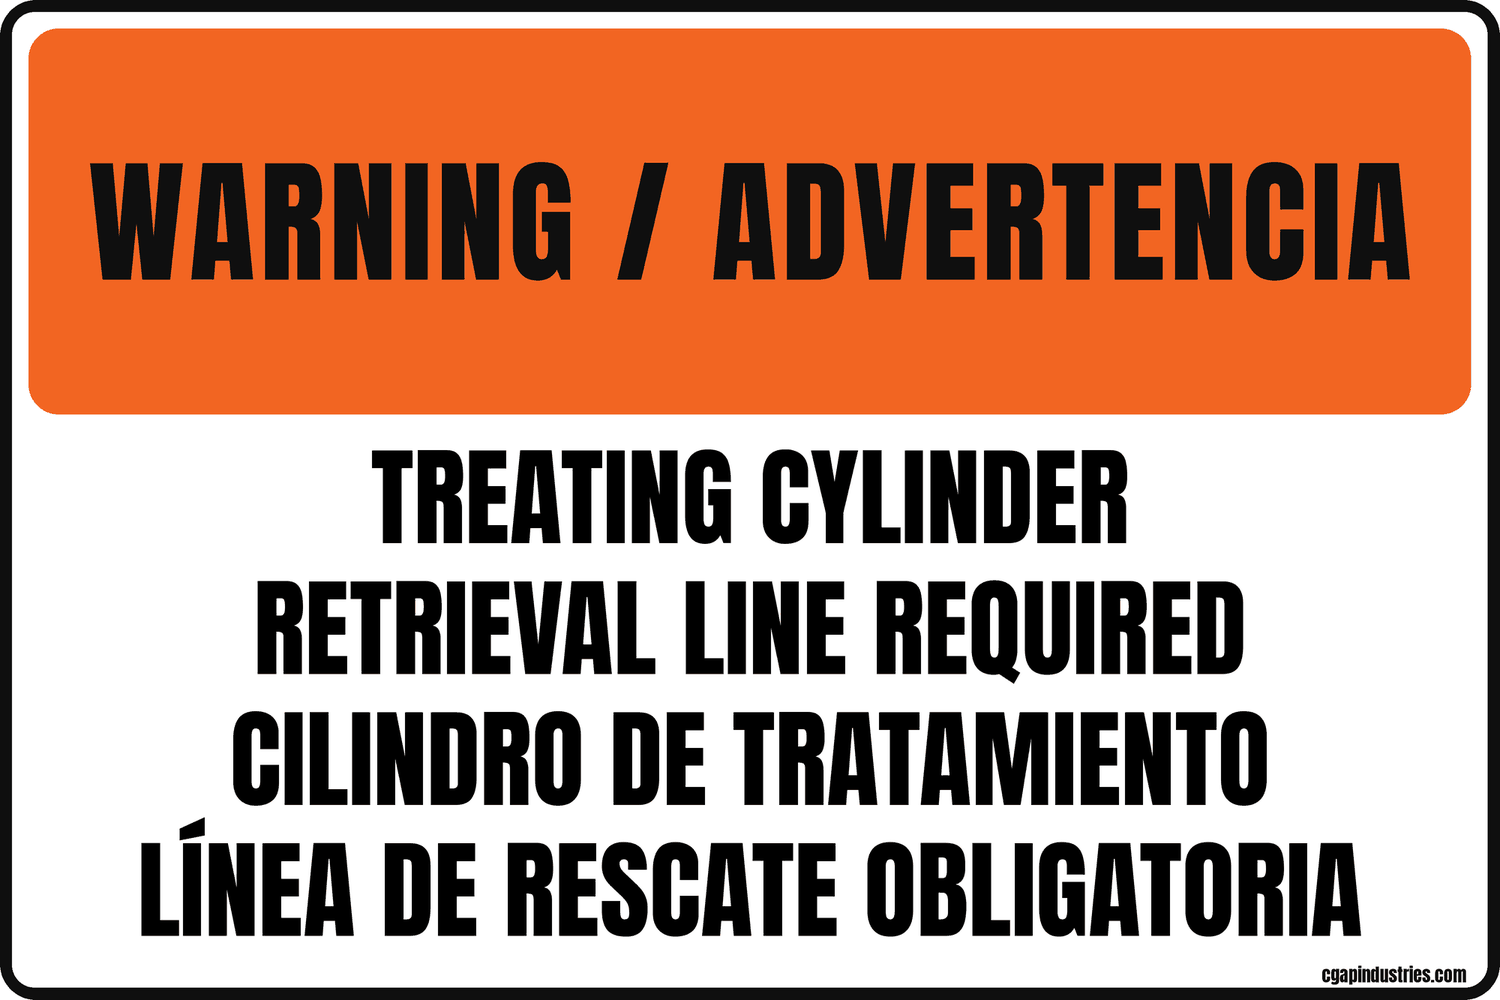 WARNING / ADVERTENCIA
TREATING CYLINDER
RETRIEVAL LINE REQUIRED
CILINDRO DE TRATAMIENTO
LÍNEA DE RESCATE OBLIGATORIA
cgapindustries.com